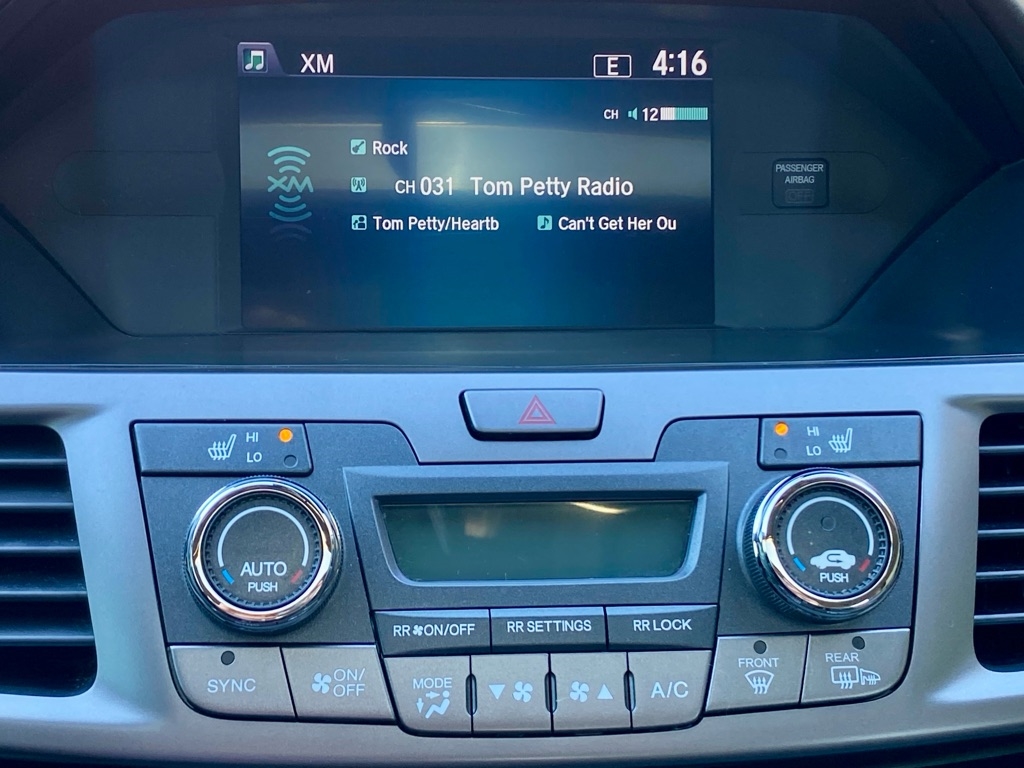 XM E 4:16
CH 12
Rock
XM
CH 031 Tom Petty Radio
Tom Petty/Heartb Can't Get Her Ou
PASSENGER
AIRBAG
OFF
HI
LO
HI
LO
AUTO
PUSH
PUSH
RR ON/OFF RR SETTINGS RR LOCK
SYNC
ON/
OFF
MODE
A/C
FRONT
REAR